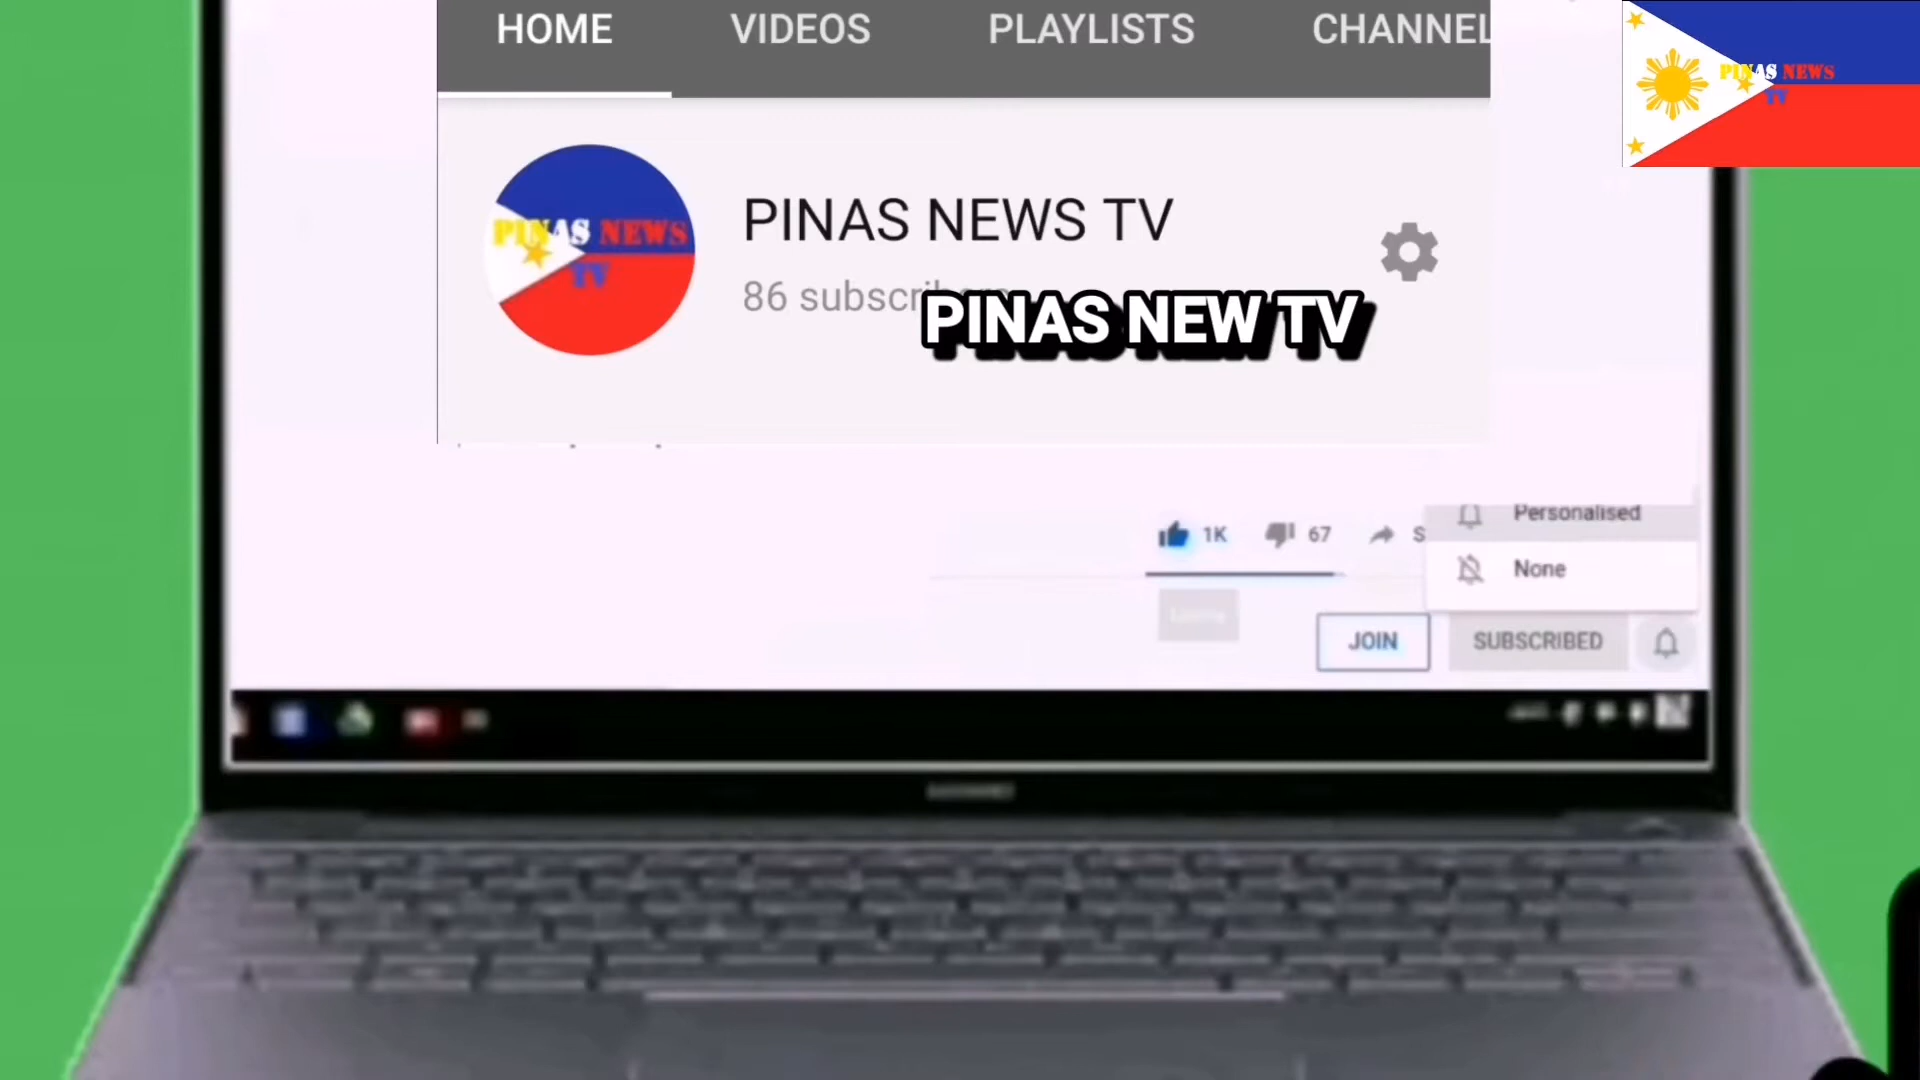 HOME VIDEOS PLAYLISTS CHANNEL
PINAS NEWS
TV
PINAS NEWS TV
PINAS NEWS
TV
86 subscribers
PINAS NEW TV
Personalised
1K 67 S
None
JOIN SUBSCRIBED